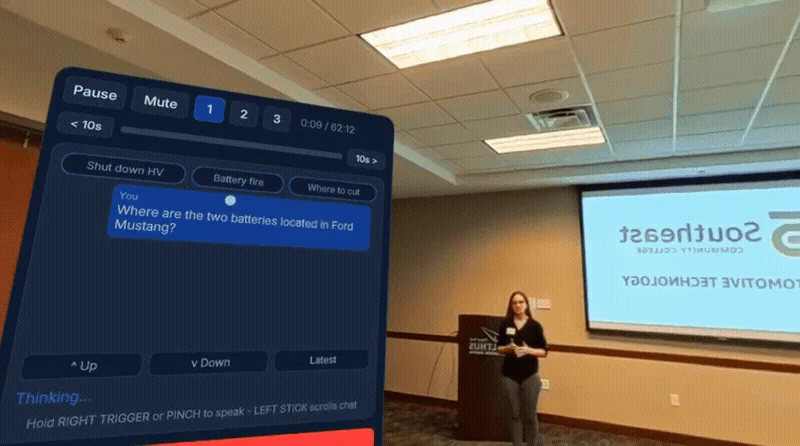 Pause
Mute
1
2
3
0:09 / 62:12
< 10s
10s >
Shut down HV
Battery fire
Where to cut
You
Where are the two batteries located in Ford
Mustang?
^ Up
v Down
Latest
Thinking...
Hold RIGHT TRIGGER or PINCH to speak - LEFT STICK scrolls chat
Southeast
COMMUNITY COLLEGE
TOMOTIVE TECHNOLOGY